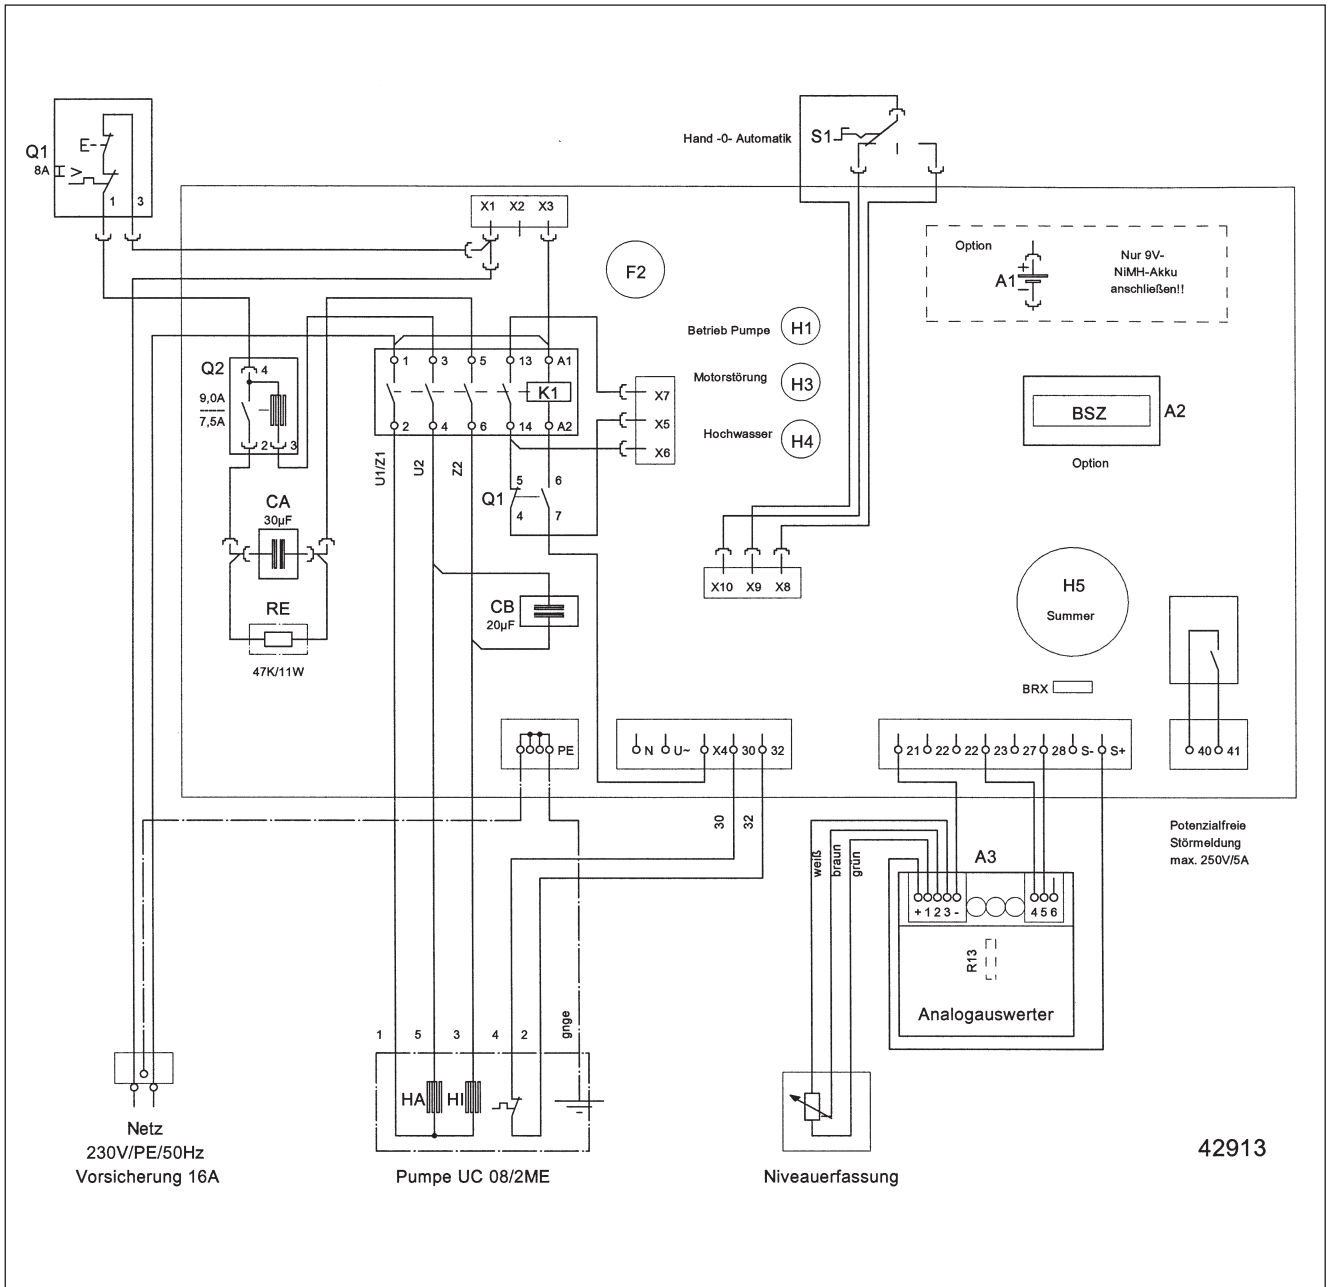 Q1
8A
I >
E
1
3
X1 X2 X3
Hand -0- Automatik
S1
F2
Option
A1
+
−
Nur 9V-
NiMH-Akku
anschließen!!
Betrieb Pumpe
H1
Motorstörung
H3
Hochwasser
H4
Q2
9,0A
7,5A
4
2
3
1
3
5
13
A1
K1
2
4
6
14
A2
X7
X5
X6
BSZ
A2
Option
U1/Z1
U2
Z2
Q1
5
6
4
7
CA
30µF
RE
47K/11W
CB
20µF
X10 X9 X8
H5
Summer
BRX
PE
N U~ X4 30 32
21 22 22 23 27 28 S- S+
40 41
30
32
Potenzialfreie
Störmeldung
max. 250V/5A
weiß
braun
grün
A3
+ 1 2 3 -
4 5 6
R13
Analogauswerter
1
5
3
4
2
gnge
HA
HI
Netz
230V/PE/50Hz
Vorsicherung 16A
Pumpe UC 08/2ME
Niveauerfassung
42913